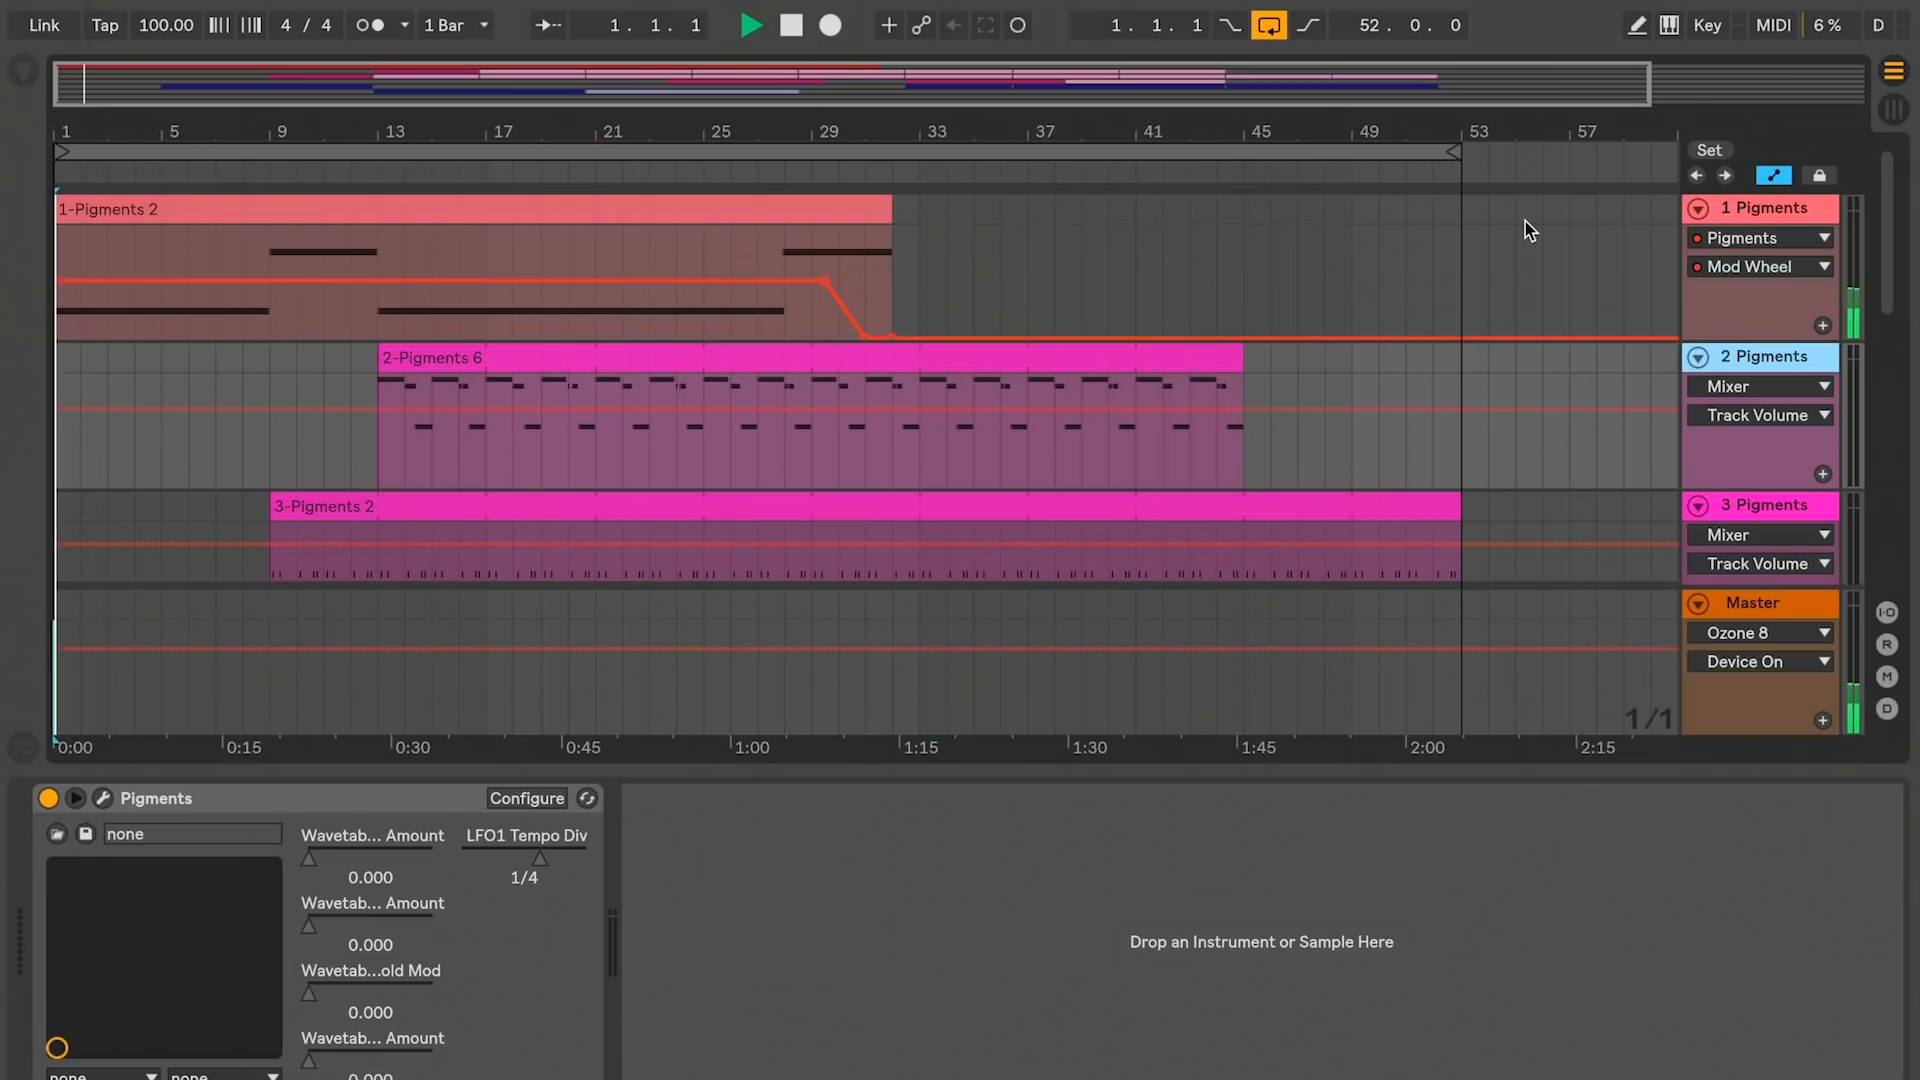 Link Tap 100.00 4 / 4 1 Bar 1. 1. 1 1. 1. 1 52. 0. 0 Key MIDI 6 % D
1 5 9 13 17 21 25 29 33 37 41 45 49 53 57
Set
1-Pigments 2
1 Pigments
Pigments
Mod Wheel
2-Pigments 6
2 Pigments
Mixer
Track Volume
3-Pigments 2
3 Pigments
Mixer
Track Volume
Master
Ozone 8
Device On
I·O
R
M
D
1/1
0:00 0:15 0:30 0:45 1:00 1:15 1:30 1:45 2:00 2:15
Pigments Configure
none
Wavetab... Amount LFO1 Tempo Div
0.000 1/4
Wavetab... Amount
0.000
Wavetab...old Mod
0.000
Wavetab... Amount
0.000
none none
Drop an Instrument or Sample Here